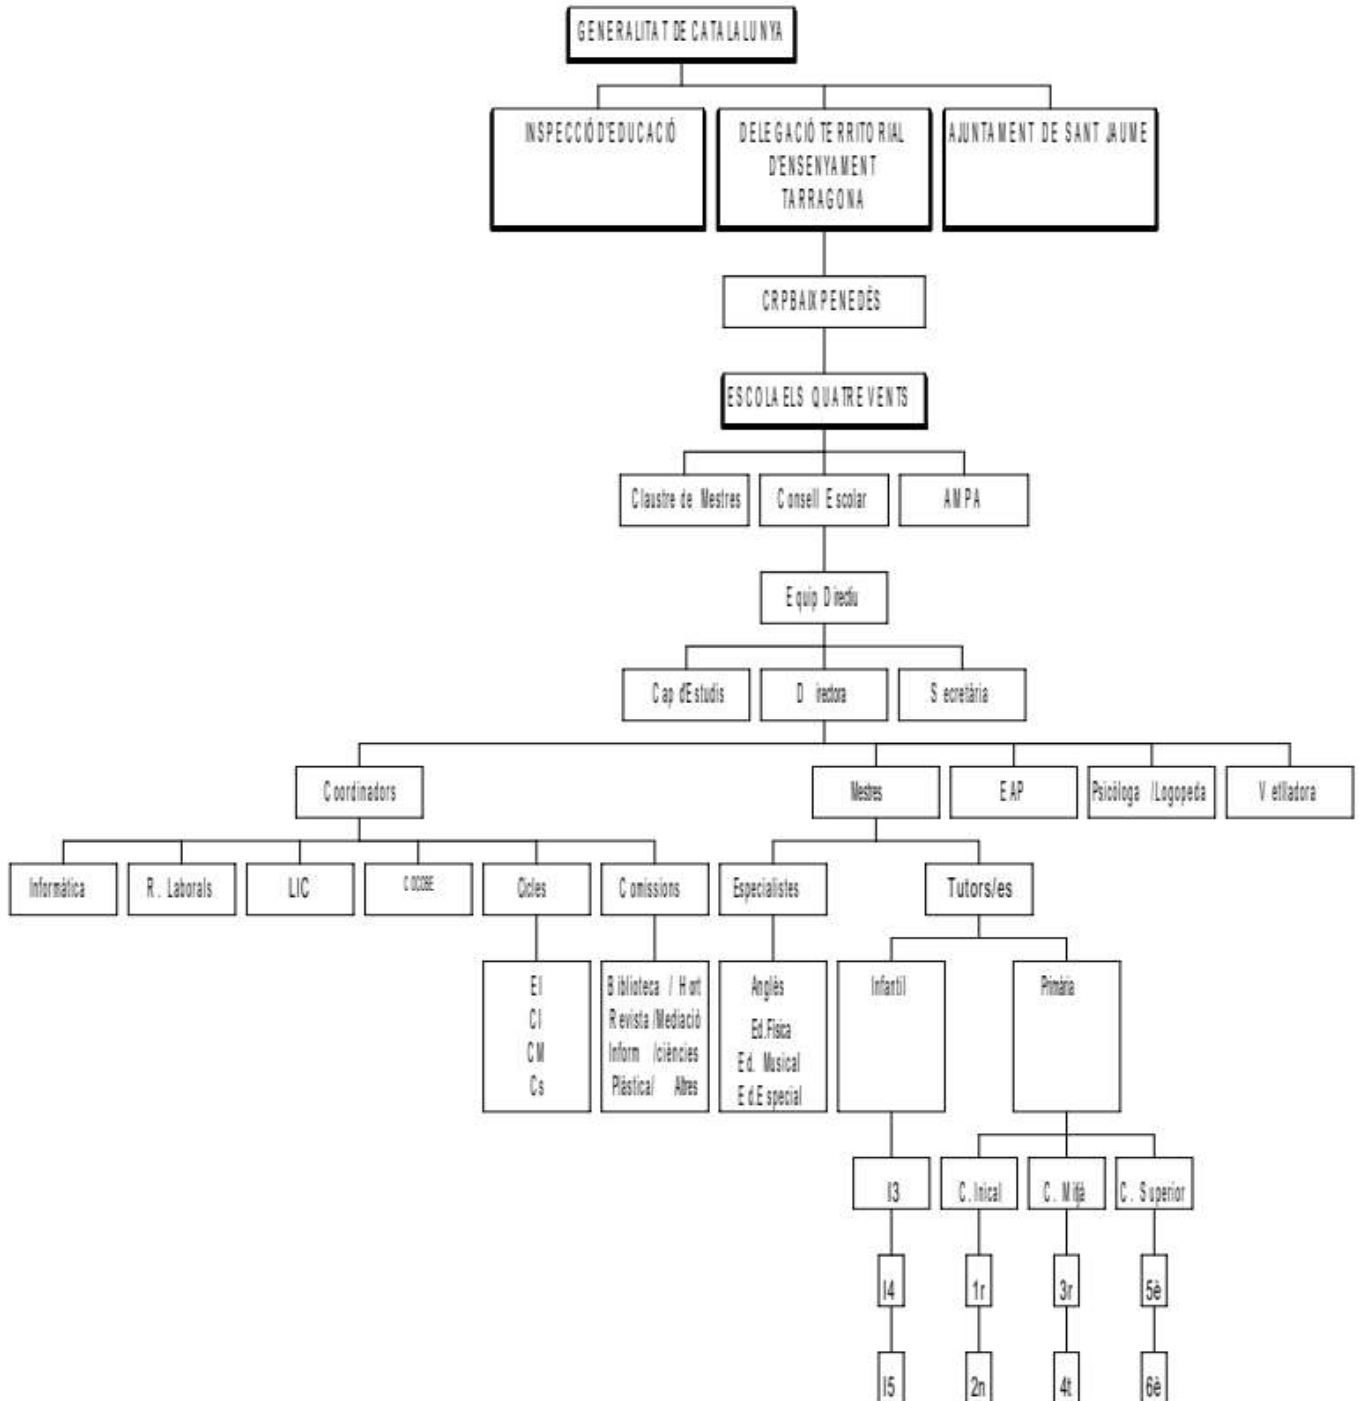 GENERALITAT DE CATALALUNYA
INSPECCIÓ D'EDUCACIÓ
DELEGACIÓ TERRITORIAL
D'ENSENYAMENT
TARRAGONA
AJUNTAMENT DE SANT JAUME
CRP BAIX PENEDÈS
ESCOLA ELS QUATRE VENTS
Claustre de Mestres
Consell Escolar
AMPA
Equip Directiu
Cap d'Estudis
Directora
Secretària
Coordinadors
Mestres
EAP
Psicòloga /Logopeda
Vetlladora
Informàtica
R. Laborals
LIC
COCOBE
Cicles
Comissions
Especialistes
Tutors/es
EI
CI
CM
Cs
Biblioteca / Hort
Revista /Mediació
Inform /ciències
Plàstica/ Altres
Anglès
Ed.Física
Ed. Musical
Ed.Especial
Infantil
Primària
I3
C. Inical
C. Mitjà
C. Superior
I4
1r
3r
5è
I5
2n
4t
6è